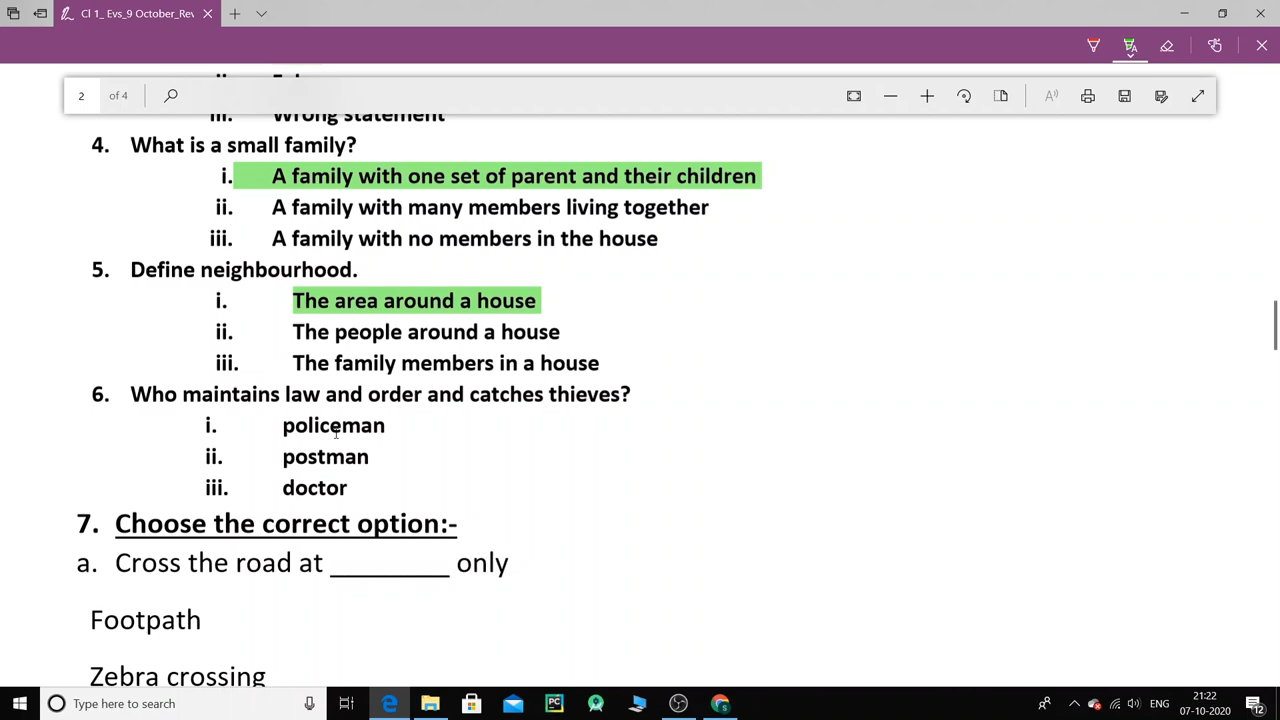 Cl 1_ Evs_9 October_Rev
2 of 4
iii. Wrong statement
4. What is a small family?
i. A family with one set of parent and their children
ii. A family with many members living together
iii. A family with no members in the house
5. Define neighbourhood.
i. The area around a house
ii. The people around a house
iii. The family members in a house
6. Who maintains law and order and catches thieves?
i. policeman
ii. postman
iii. doctor
7. Choose the correct option:-
a. Cross the road at ________ only
Footpath
Zebra crossing
Type here to search
ENG
21:22
07-10-2020
12